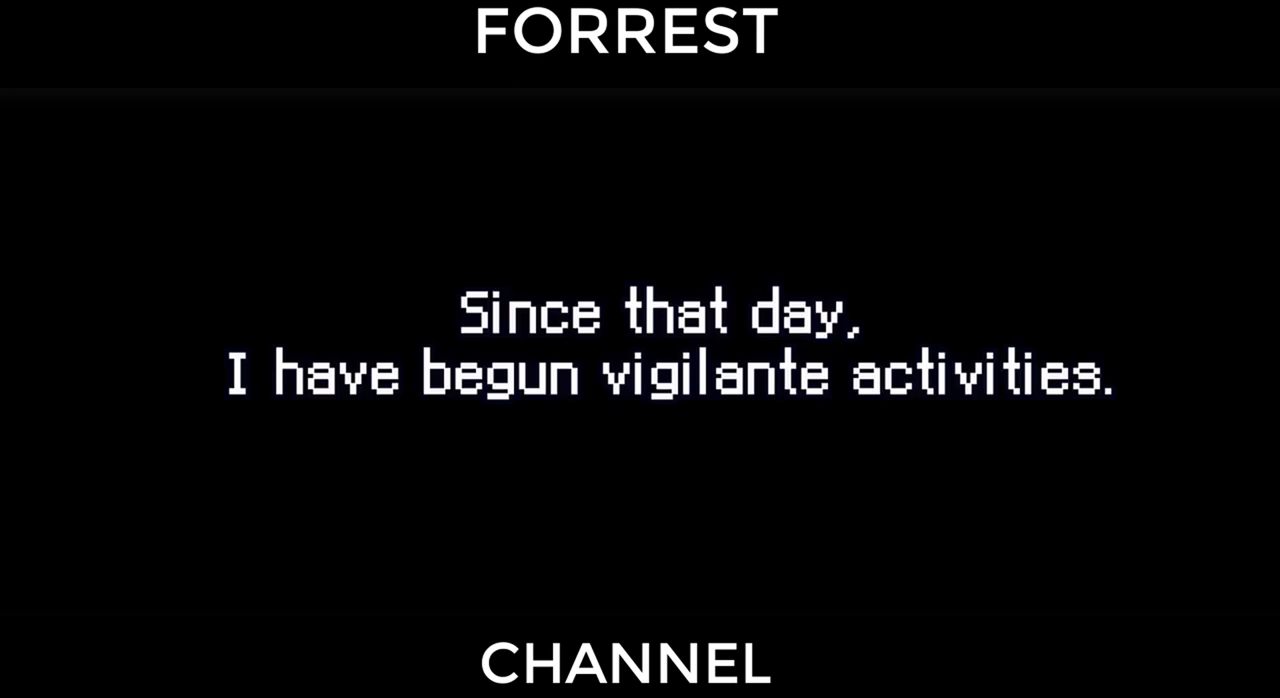 FORREST
Since that day,
I have begun vigilante activities.
CHANNEL